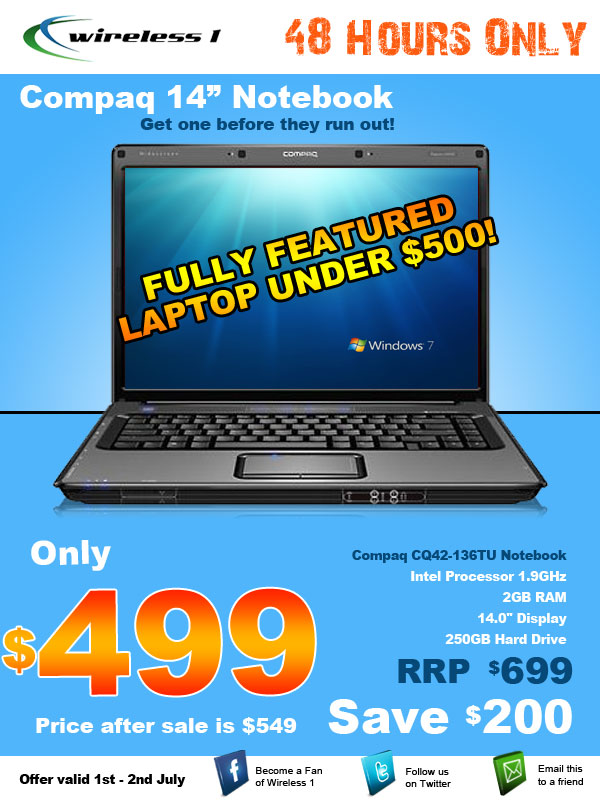 wireless 1
48 Hours Only
Compaq 14” Notebook
Get one before they run out!
COMPAQ
FULLY FEATURED
LAPTOP UNDER $500!
Windows 7
Only
$499
Price after sale is $549
Compaq CQ42-136TU Notebook
Intel Processor 1.9GHz
2GB RAM
14.0" Display
250GB Hard Drive
RRP $699
Save $200
Offer valid 1st - 2nd July
Become a Fan
of Wireless 1
Follow us
on Twitter
Email this
to a friend